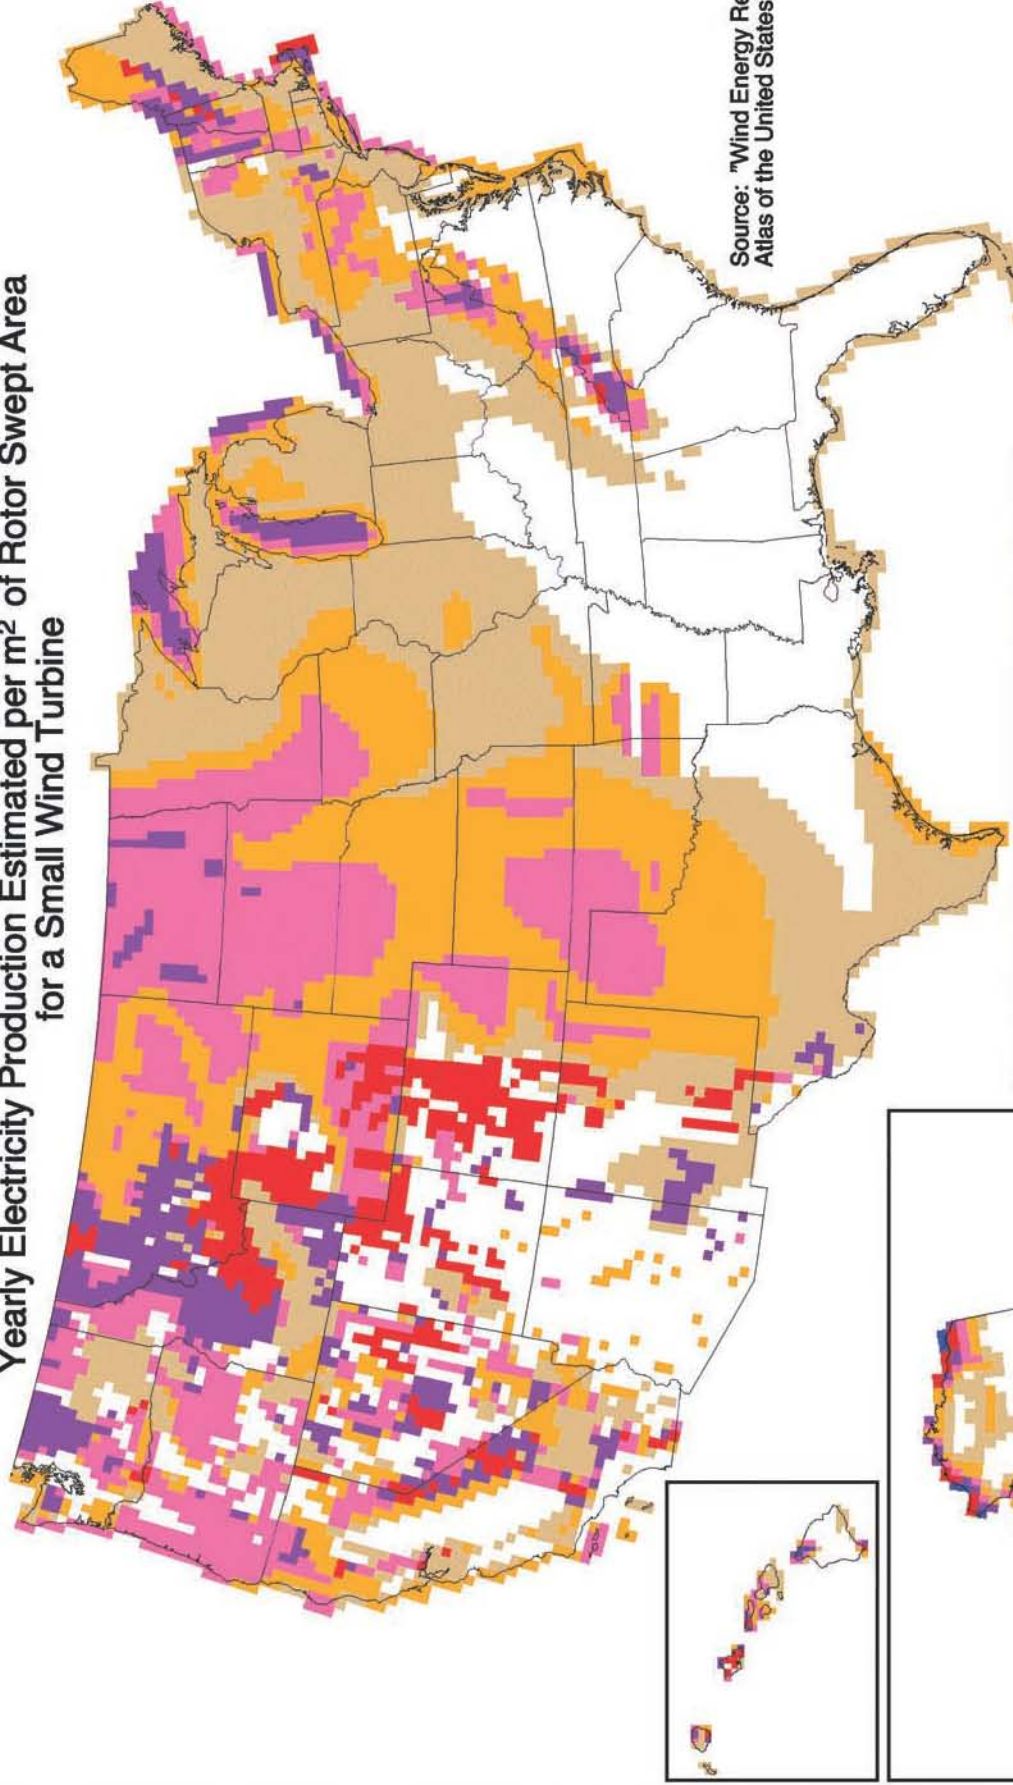 Yearly Electricity Production Estimated per m² of Rotor Swept Area
for a Small Wind Turbine
Source: "Wind Energy Re
Atlas of the United States